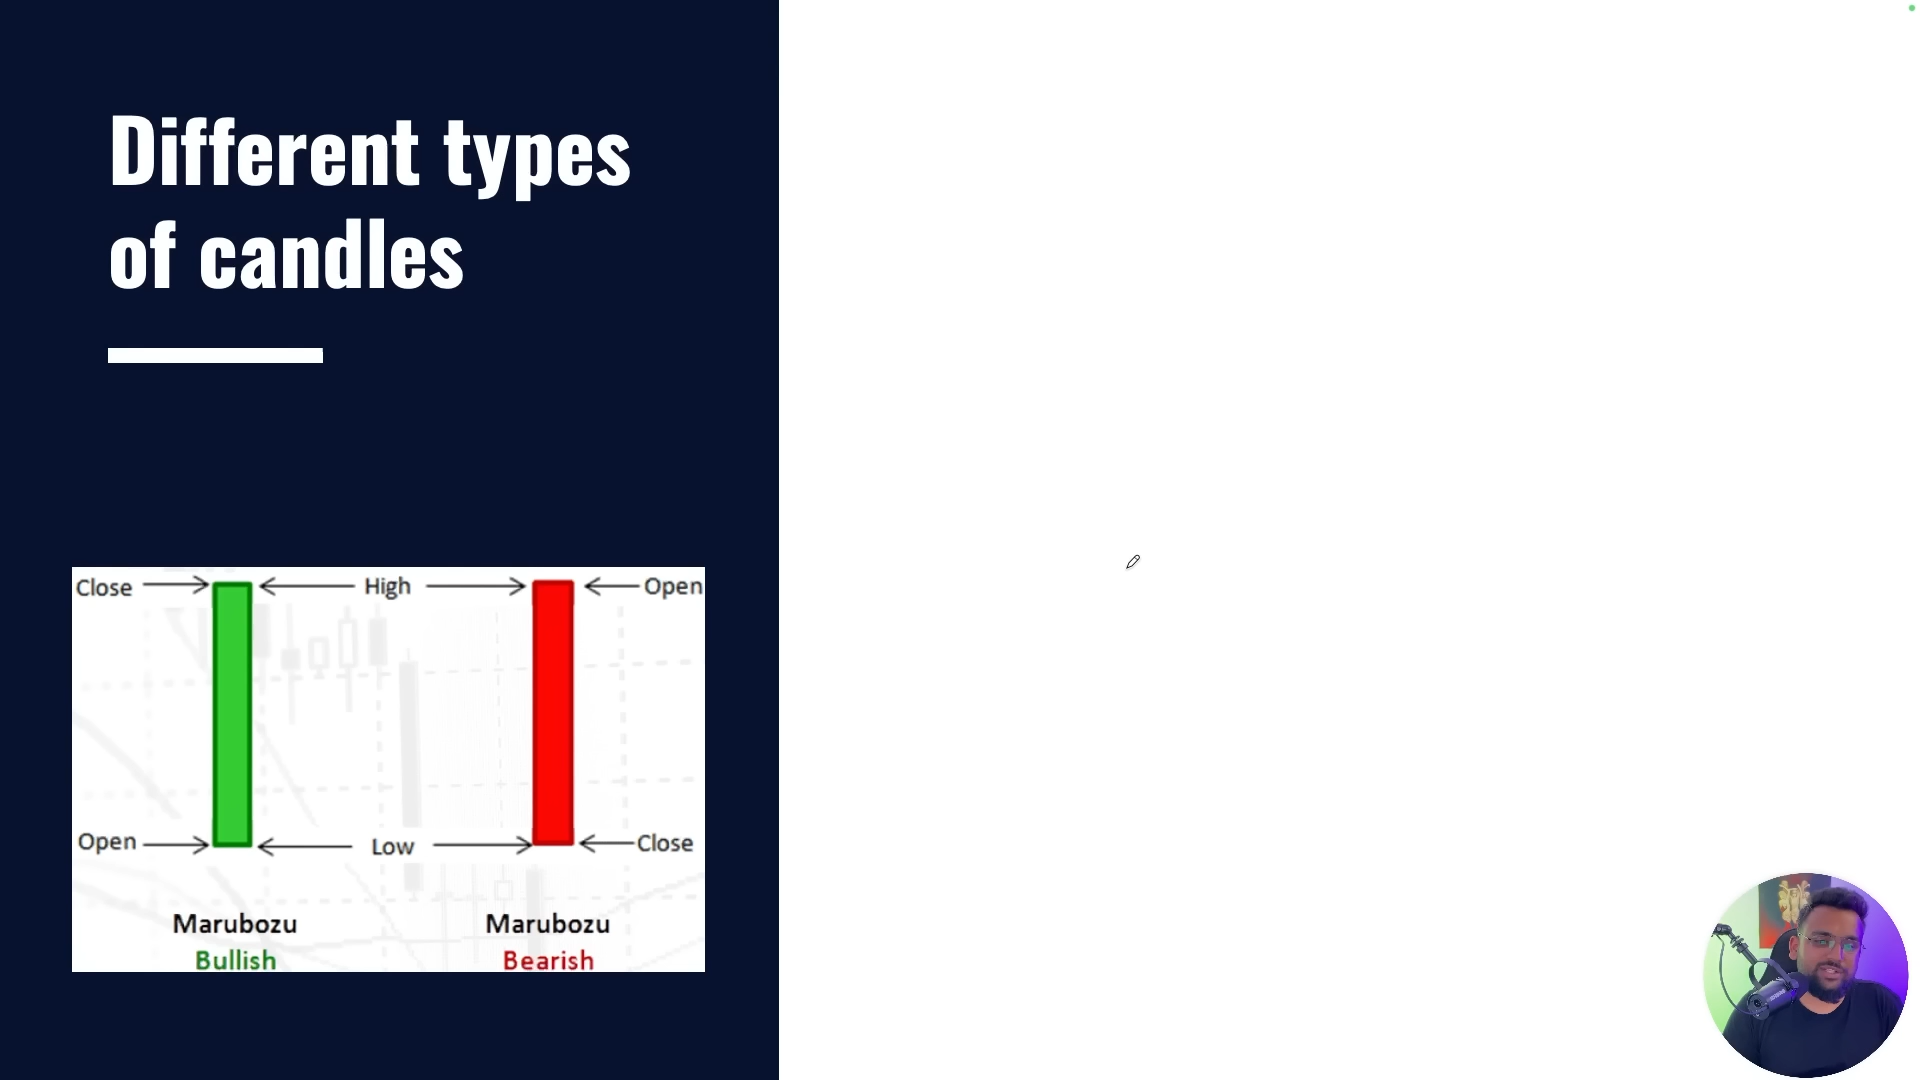 Different types
of candles
Close High Open
Open Low Close
Marubozu Marubozu
Bullish Bearish